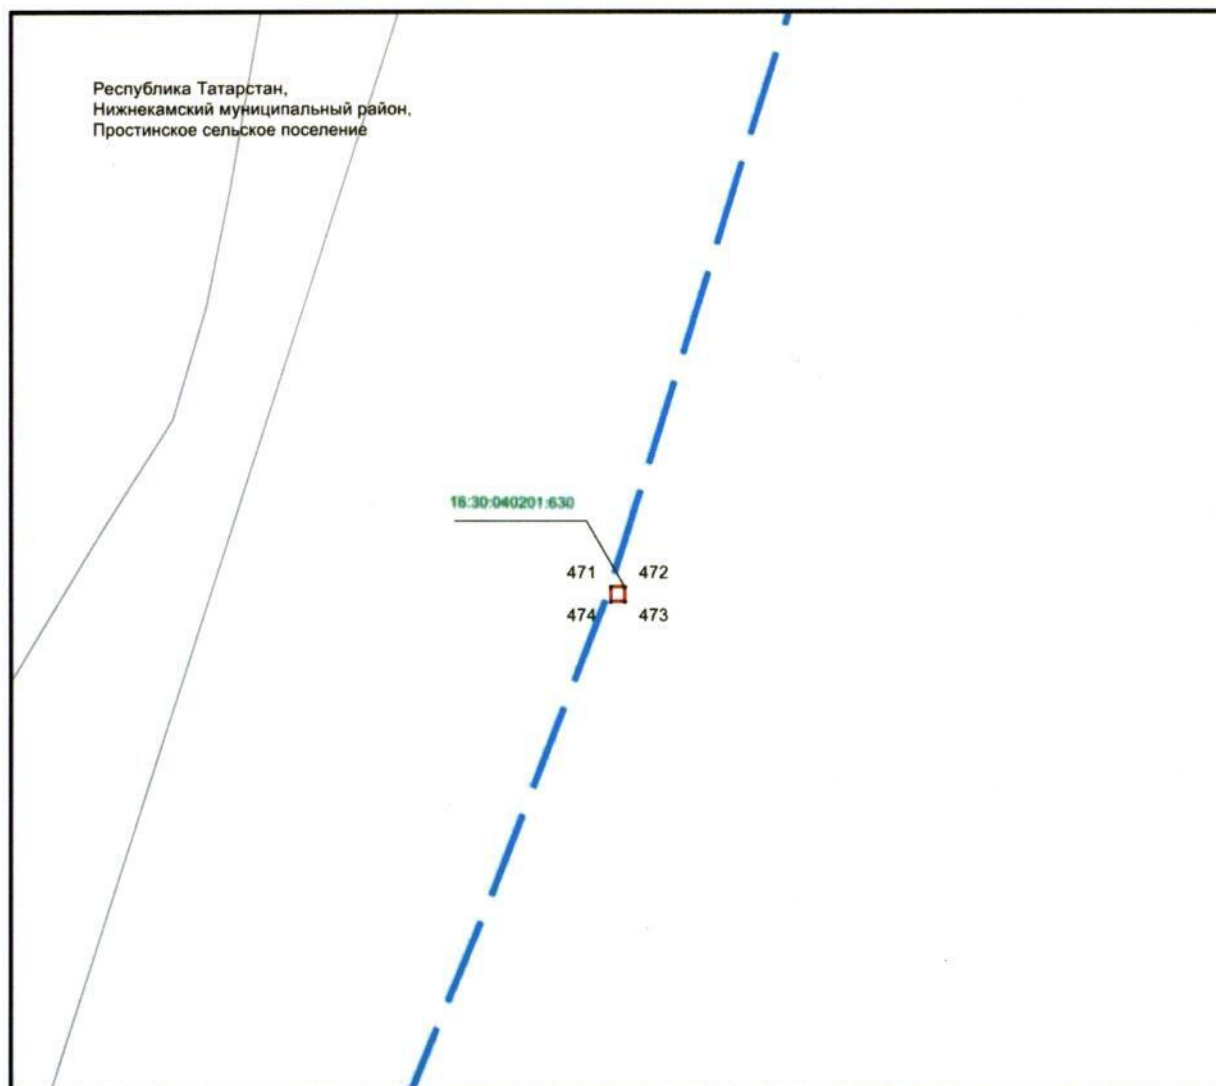 Республика Татарстан,
Нижнекамский муниципальный район,
Простинское сельское поселение
16:30:040201:630
471 472
474 473